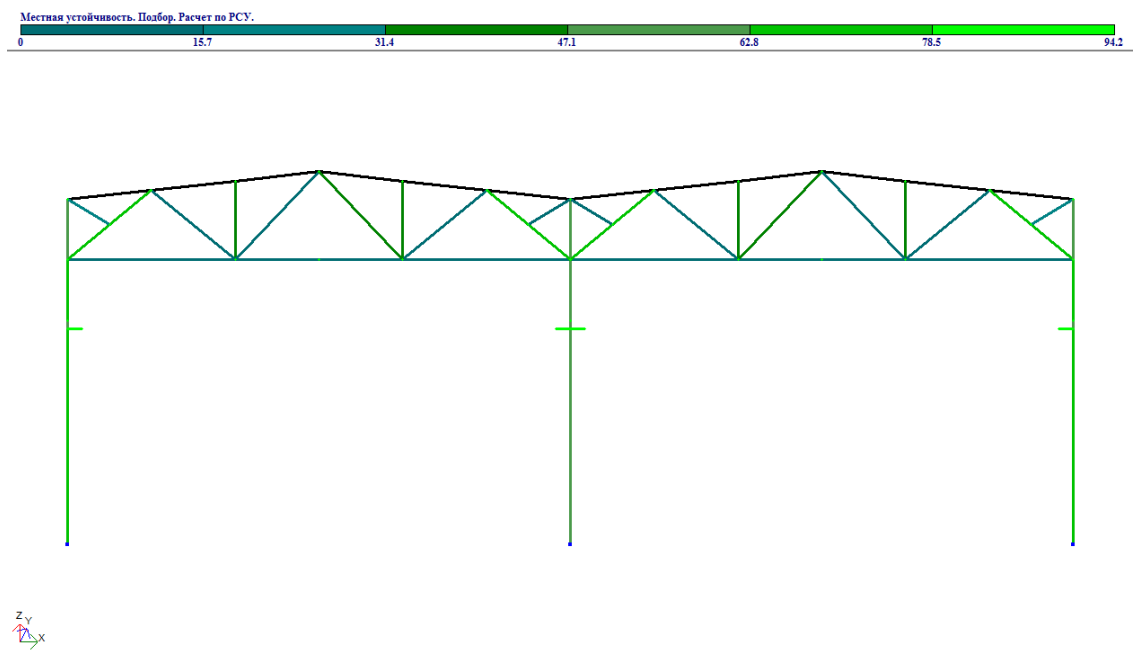 Местная устойчивость. Подбор. Расчет по РСУ.
0 15.7 31.4 47.1 62.8 78.5 94.2
Z
Y
X